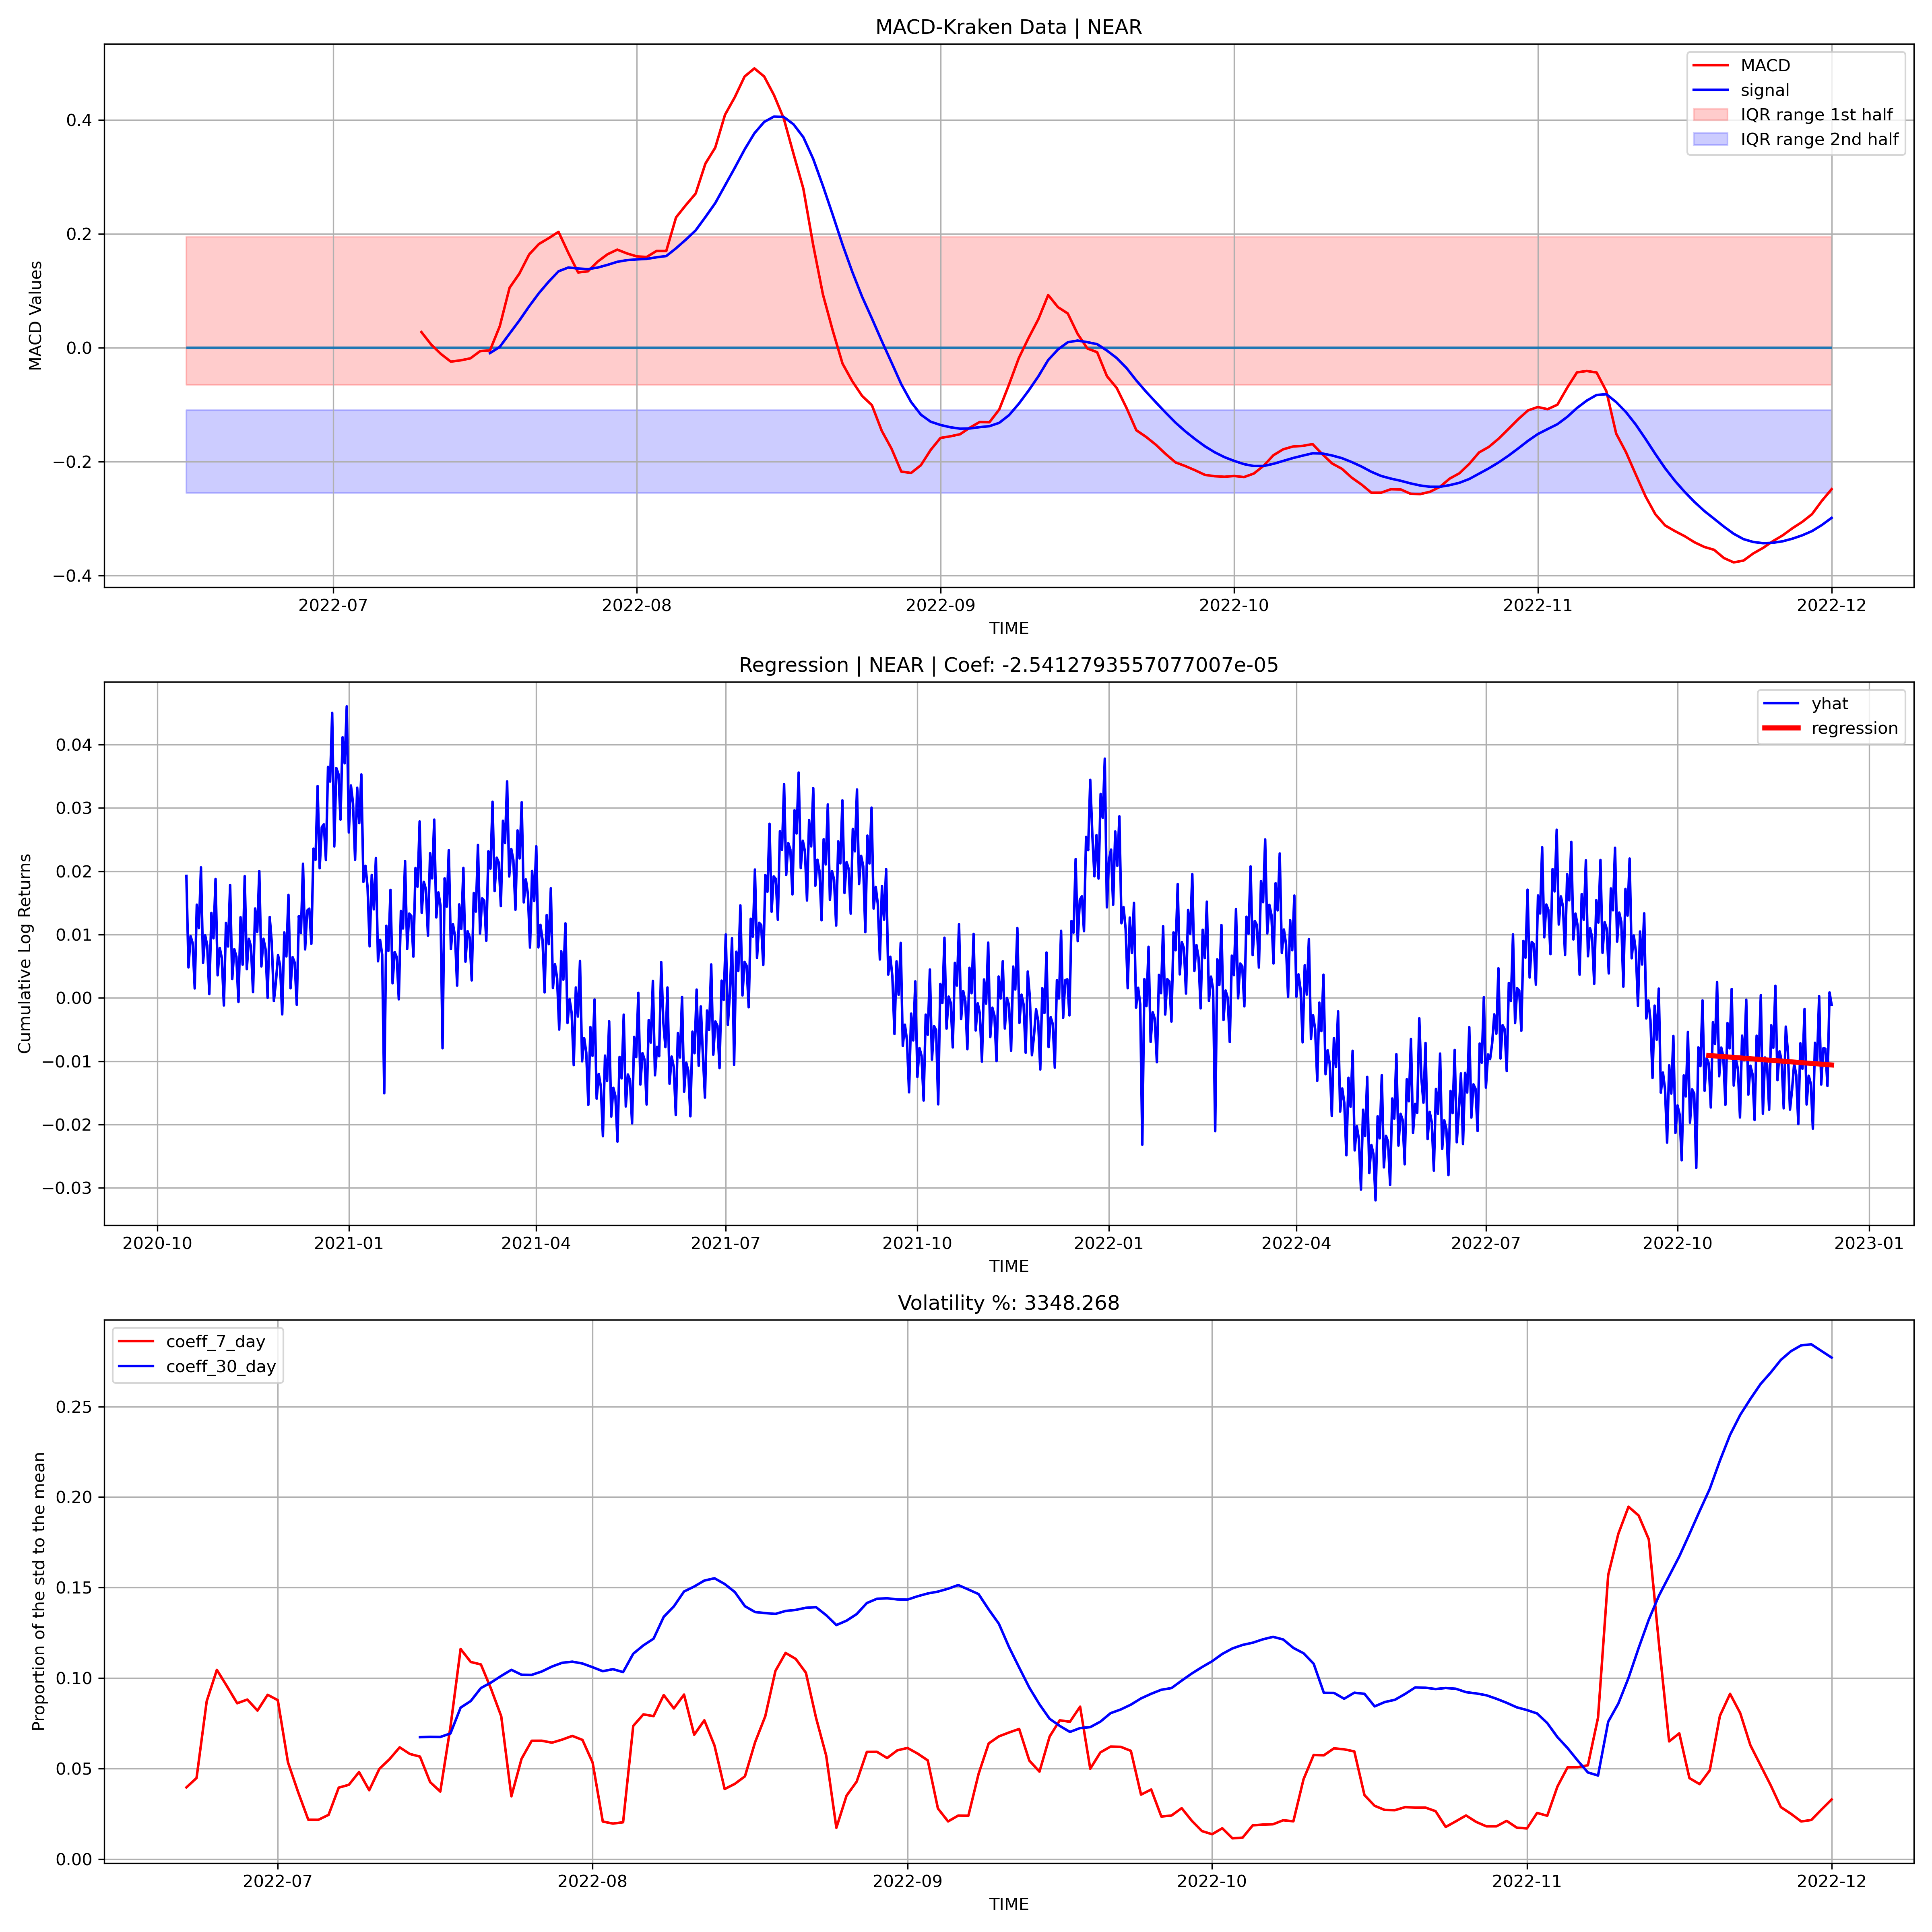 MACD-Kraken Data | NEAR
MACD
signal
IQR range 1st half
IQR range 2nd half
MACD Values
0.4
0.2
0.0
−0.2
−0.4
2022-07
2022-08
2022-09
2022-10
2022-11
2022-12
TIME
Regression | NEAR | Coef: -2.5412793557077007e-05
yhat
regression
Cumulative Log Returns
0.04
0.03
0.02
0.01
0.00
−0.01
−0.02
−0.03
2020-10
2021-01
2021-04
2021-07
2021-10
2022-01
2022-04
2022-07
2022-10
2023-01
TIME
Volatility %: 3348.268
coeff_7_day
coeff_30_day
Proportion of the std to the mean
0.25
0.20
0.15
0.10
0.05
0.00
2022-07
2022-08
2022-09
2022-10
2022-11
2022-12
TIME